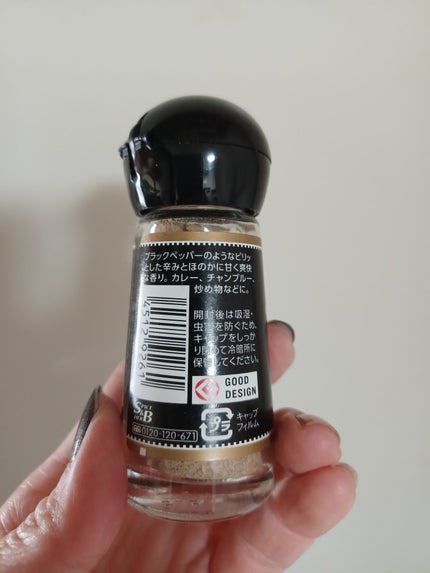 ブラックペッパーのようなピリッ
とした辛みとほのかに甘く爽快
な香り。カレー、チャンプルー、
炒め物などに。
開封後は吸湿・
虫害を防ぐため、
キャップをしっか
り閉めて冷暗所に
保管してください。
GOOD
DESIGN
S&B
0120-120-671
プラ
キャップ
フィルム